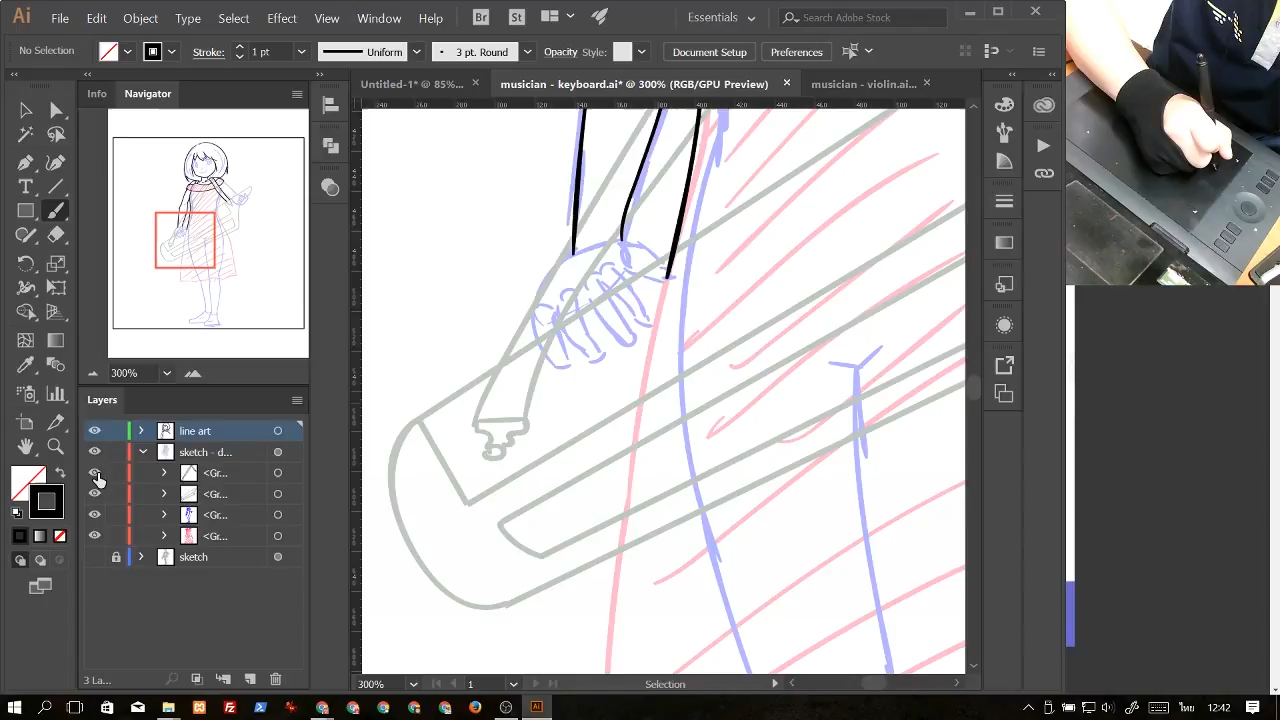 Ai File Edit Object Type Select View Window Help Br St Essentials Search Adobe Stock
No Selection Stroke: 1 pt Uniform 3 pt. Round Opacity Style: Document Setup Preferences
Untitled-1* @ 85%... musician - keyboard.ai* @ 300% (RGB/GPU Preview) musician - violin.ai...
Info Navigator
300%
Layers
line art
sketch - d...
<Gr...
<Gr...
<Gr...
<Gr...
sketch
3 La...
300% 1 Selection
ไทย 12:42